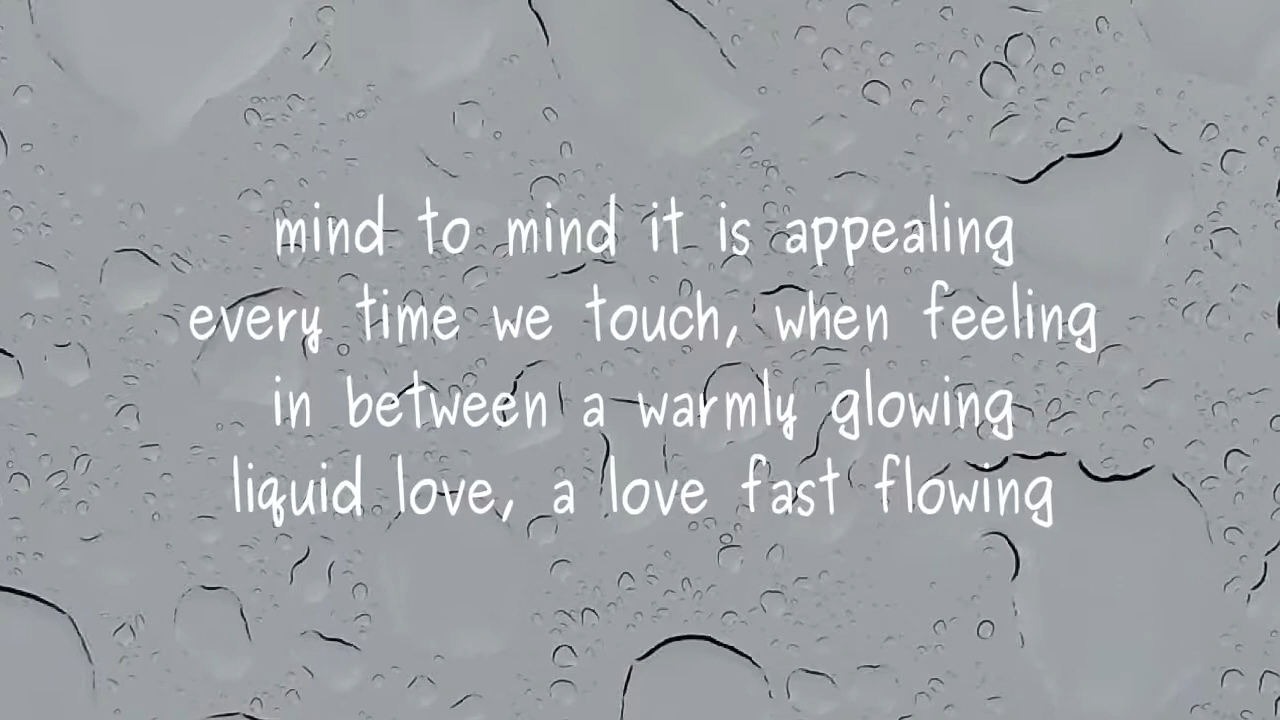 mind to mind it is appealing
every time we touch, when feeling
in between a warmly glowing
liquid love, a love fast flowing